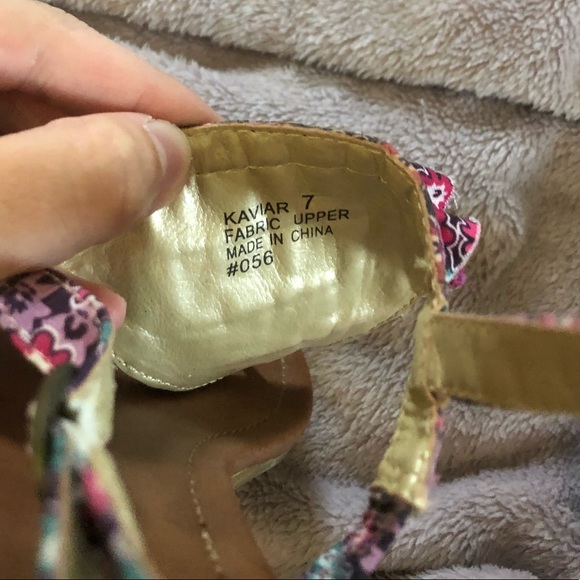 KAVIAR 7
FABRIC UPPER
MADE IN CHINA
#056